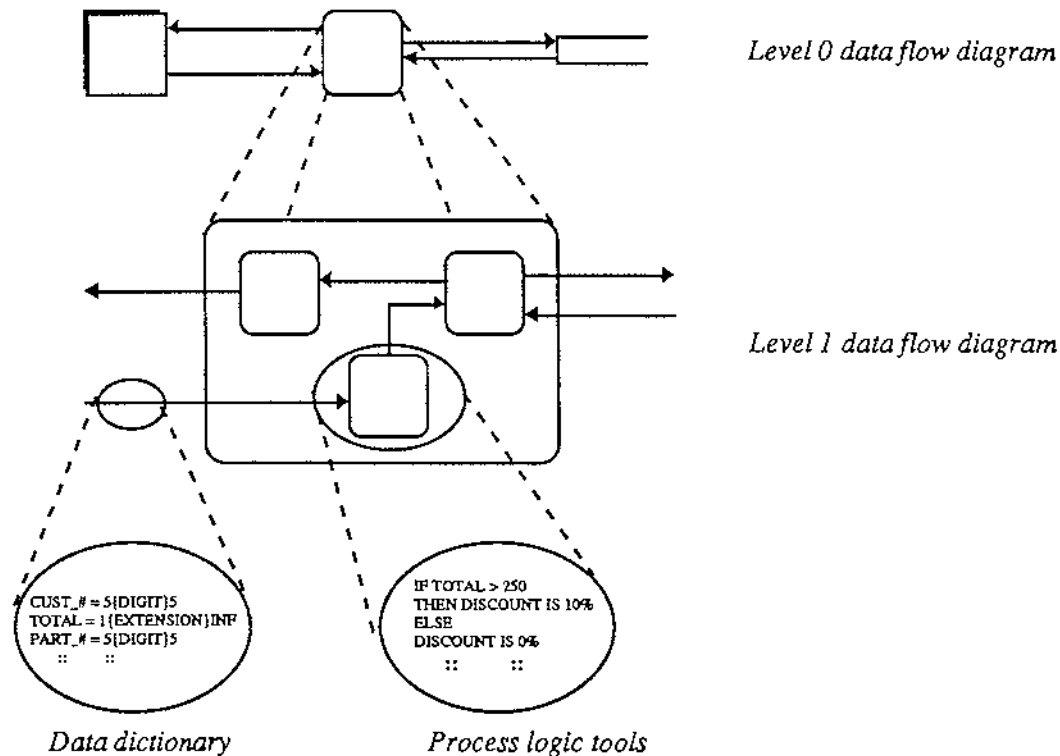 Level 0 data flow diagram
Level 1 data flow diagram
CUST_# = 5{DIGIT}5
TOTAL = 1{EXTENSION}INF
PART_# = 5{DIGIT}5
:: ::
IF TOTAL > 250
THEN DISCOUNT IS 10%
ELSE
DISCOUNT IS 0%
:: ::
Data dictionary
Process logic tools